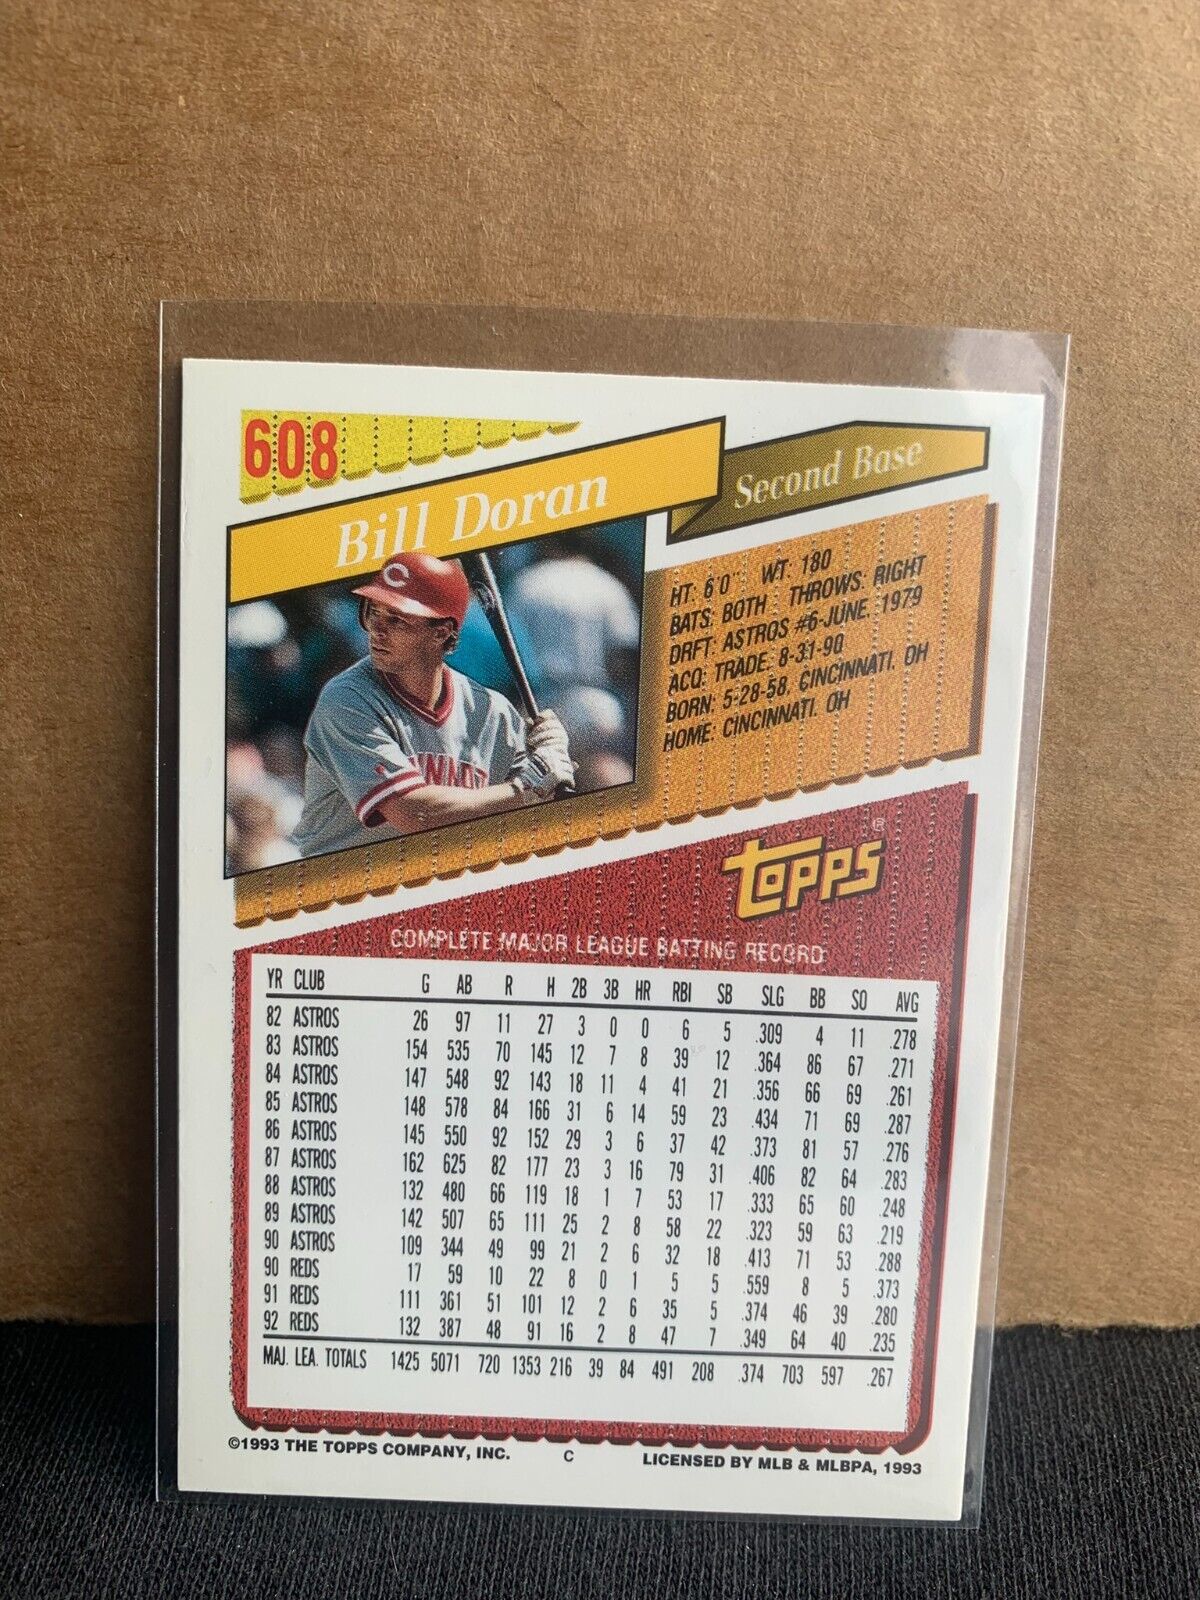 608
Bill Doran
Second Base
C
INNAT
HT: 6'0" WT: 180
BATS: BOTH THROWS: RIGHT
DRFT: ASTROS #6-JUNE, 1979
ACQ: TRADE: 8-31-90
BORN: 5-28-58, CINCINNATI, OH
HOME: CINCINNATI, OH
TOPPS®
COMPLETE MAJOR LEAGUE BATTING RECORD
YR CLUB G AB R H 2B 3B HR RBI SB SLG BB SO AVG
82 ASTROS 26 97 11 27 3 0 0 6 5 .309 4 11 .278
83 ASTROS 154 535 70 145 12 7 8 39 12 .364 86 67 .271
84 ASTROS 147 548 92 143 18 11 4 41 21 .356 66 69 .261
85 ASTROS 148 578 84 166 31 6 14 59 23 .434 71 69 .287
86 ASTROS 145 550 92 152 29 3 6 37 42 .373 81 57 .276
87 ASTROS 162 625 82 177 23 3 16 79 31 .406 82 64 .283
88 ASTROS 132 480 66 119 18 1 7 53 17 .333 65 60 .248
89 ASTROS 142 507 65 111 25 2 8 58 22 .323 59 63 .219
90 ASTROS 109 344 49 99 21 2 6 32 18 .413 71 53 .288
90 REDS 17 59 10 22 8 0 1 5 5 .559 8 5 .373
91 REDS 111 361 51 101 12 2 6 35 5 .374 46 39 .280
92 REDS 132 387 48 91 16 2 8 47 7 .349 64 40 .235
MAJ. LEA. TOTALS 1425 5071 720 1353 216 39 84 491 208 .374 703 597 .267
©1993 THE TOPPS COMPANY, INC. C LICENSED BY MLB & MLBPA, 1993